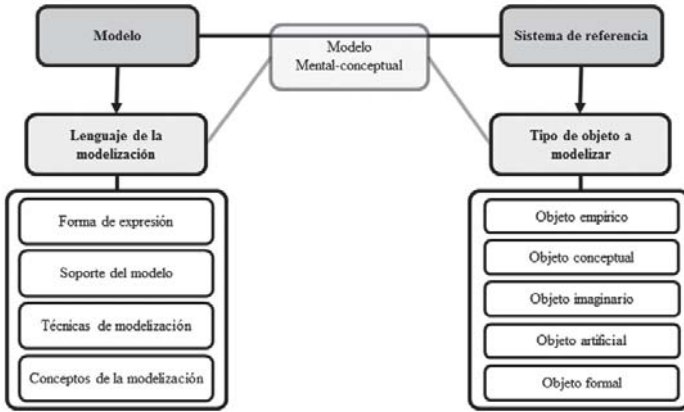 Modelo
Modelo
Mental-conceptual
Sistema de referencia
Lenguaje de la
modelización
Tipo de objeto a
modelizar
Forma de expresión
Soporte del modelo
Técnicas de modelización
Conceptos de la modelización
Objeto empírico
Objeto conceptual
Objeto imaginario
Objeto artificial
Objeto formal